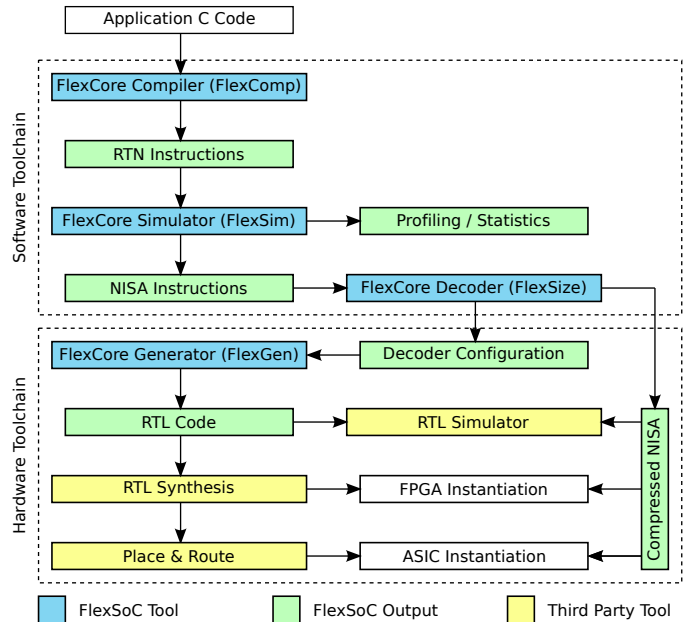 Application C Code
Software Toolchain
FlexCore Compiler (FlexComp)
RTN Instructions
FlexCore Simulator (FlexSim)
Profiling / Statistics
NISA Instructions
FlexCore Decoder (FlexSize)
Hardware Toolchain
FlexCore Generator (FlexGen)
Decoder Configuration
RTL Code
RTL Simulator
Compressed NISA
RTL Synthesis
FPGA Instantiation
Place & Route
ASIC Instantiation
FlexSoC Tool
FlexSoC Output
Third Party Tool